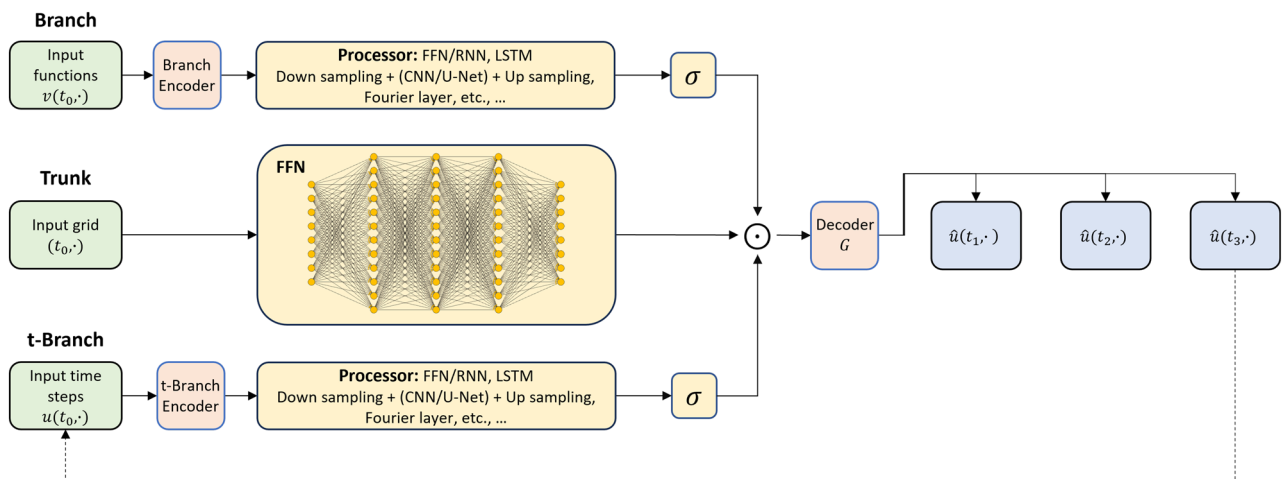 Branch
Input
functions
v(t₀,·)
Branch
Encoder
Processor: FFN/RNN, LSTM
Down sampling + (CNN/U-Net) + Up sampling,
Fourier layer, etc., ...
σ
Trunk
Input grid
(t₀,·)
FFN
⊙
Decoder
G
û(t₁,·)
û(t₂,·)
û(t₃,·)
t-Branch
Input time
steps
u(t₀,·)
t-Branch
Encoder
Processor: FFN/RNN, LSTM
Down sampling + (CNN/U-Net) + Up sampling,
Fourier layer, etc., ...
σ